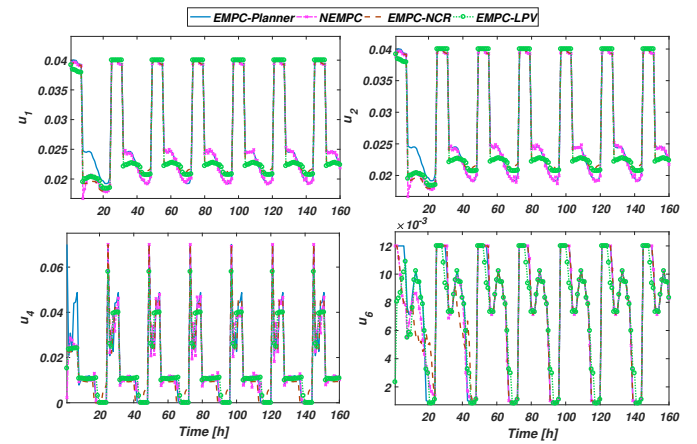 EMPC-Planner NEMPC EMPC-NCR EMPC-LPV
0.04
0.035
0.03
0.025
0.02
u1
20 40 60 80 100 120 140 160
0.04
0.035
0.03
0.025
0.02
u2
20 40 60 80 100 120 140 160
0.06
0.04
0.02
0
u4
20 40 60 80 100 120 140 160
Time [h]
×10-3
12
10
8
6
4
2
u6
20 40 60 80 100 120 140 160
Time [h]